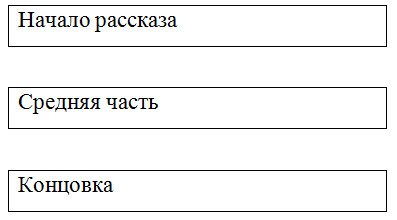 Начало рассказа
Средняя часть
Концовка